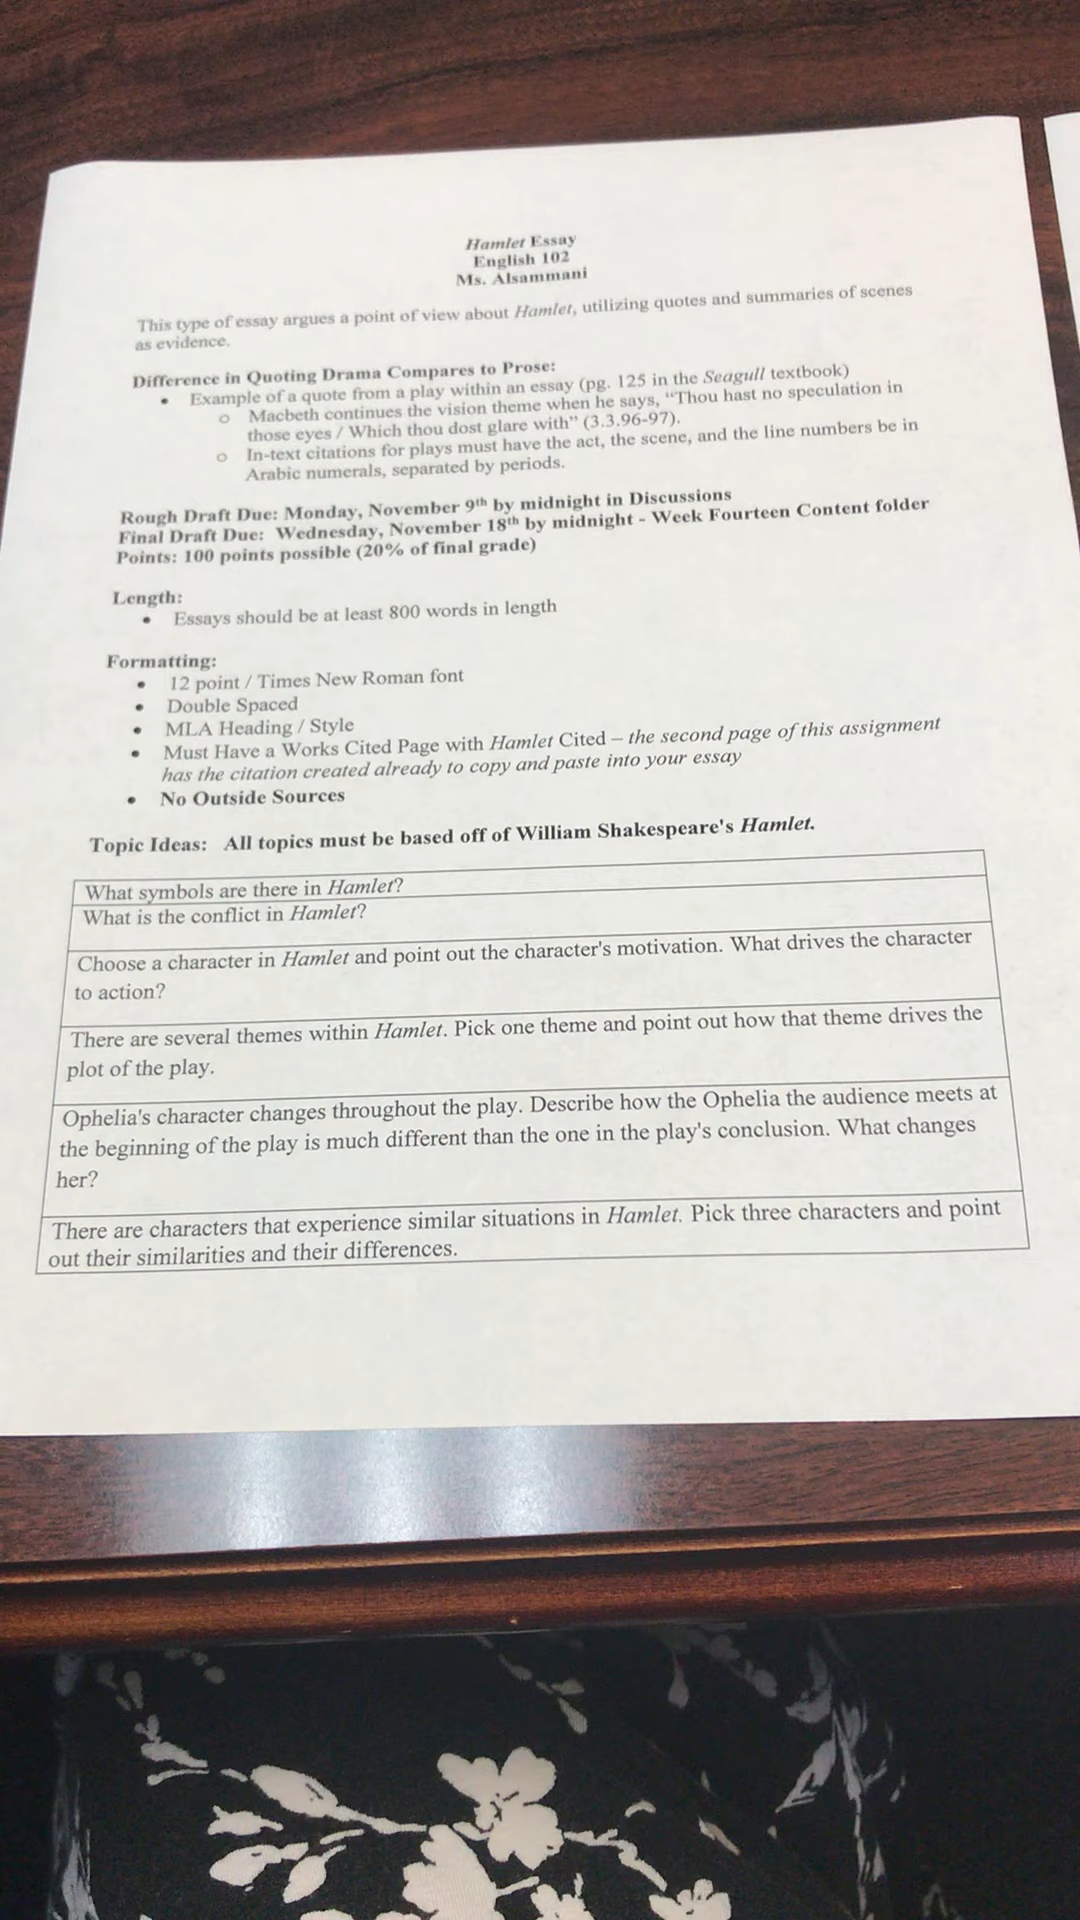 Hamlet Essay
English 102
Ms. Alsammani
This type of essay argues a point of view about Hamlet, utilizing quotes and summaries of scenes
as evidence.
Difference in Quoting Drama Compares to Prose:
• Example of a quote from a play within an essay (pg. 125 in the Seagull textbook)
o Macbeth continues the vision theme when he says, “Thou hast no speculation in
those eyes / Which thou dost glare with” (3.3.96-97).
o In-text citations for plays must have the act, the scene, and the line numbers be in
Arabic numerals, separated by periods.
Rough Draft Due: Monday, November 9th by midnight in Discussions
Final Draft Due: Wednesday, November 18th by midnight - Week Fourteen Content folder
Points: 100 points possible (20% of final grade)
Length:
• Essays should be at least 800 words in length
Formatting:
• 12 point / Times New Roman font
• Double Spaced
• MLA Heading / Style
• Must Have a Works Cited Page with Hamlet Cited – the second page of this assignment
has the citation created already to copy and paste into your essay
• No Outside Sources
Topic Ideas: All topics must be based off of William Shakespeare's Hamlet.
What symbols are there in Hamlet?
What is the conflict in Hamlet?
Choose a character in Hamlet and point out the character's motivation. What drives the character
to action?
There are several themes within Hamlet. Pick one theme and point out how that theme drives the
plot of the play.
Ophelia's character changes throughout the play. Describe how the Ophelia the audience meets at
the beginning of the play is much different than the one in the play's conclusion. What changes
her?
There are characters that experience similar situations in Hamlet. Pick three characters and point
out their similarities and their differences.